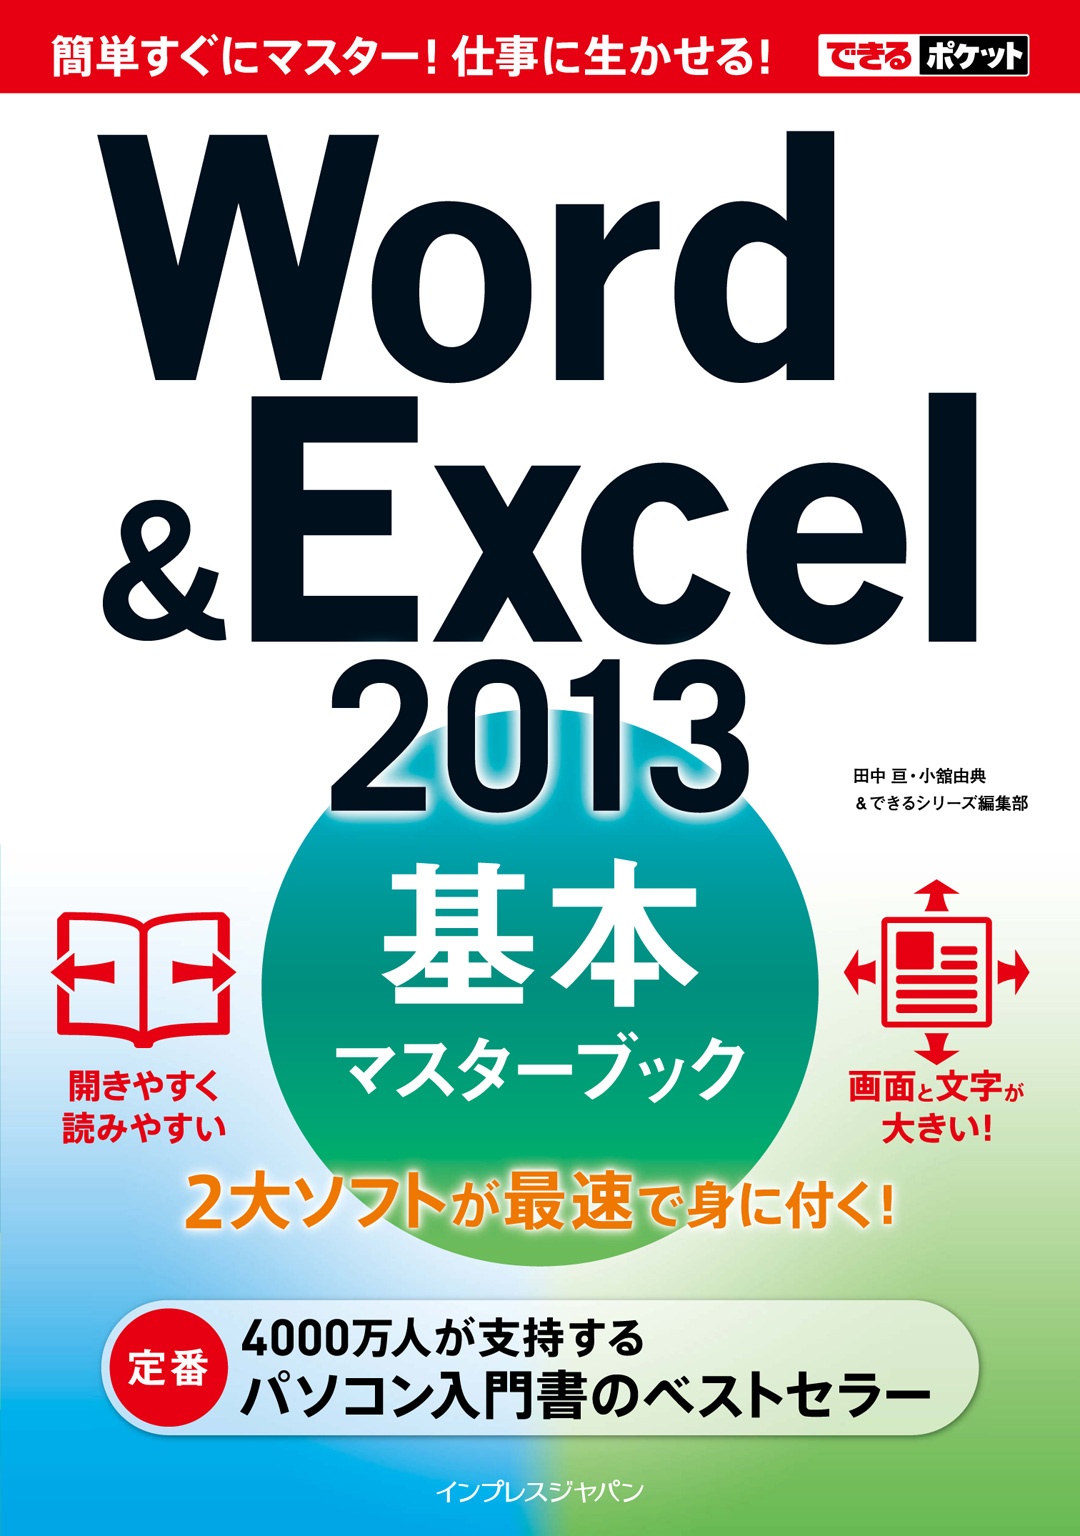 簡単すぐにマスター！仕事に生かせる！
できるポケット
Word
&Excel
2013
田中 亘・小舘由典
&できるシリーズ編集部
基本
マスターブック
開きやすく
読みやすい
画面と文字が
大きい！
2大ソフトが最速で身に付く！
定番
4000万人が支持する
パソコン入門書のベストセラー
インプレスジャパン